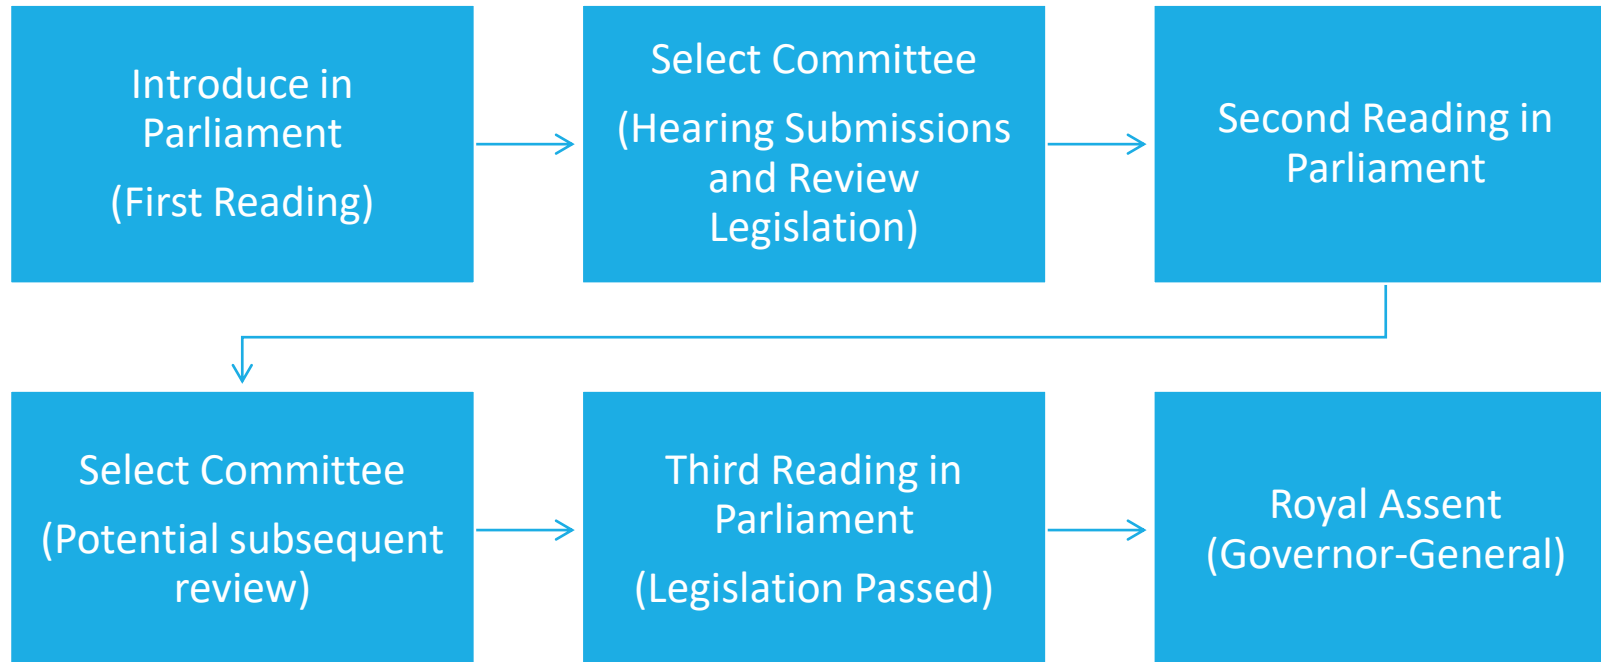 Introduce in
Parliament
(First Reading)
Select Committee
(Hearing Submissions
and Review
Legislation)
Second Reading in
Parliament
Select Committee
(Potential subsequent
review)
Third Reading in
Parliament
(Legislation Passed)
Royal Assent
(Governor-General)